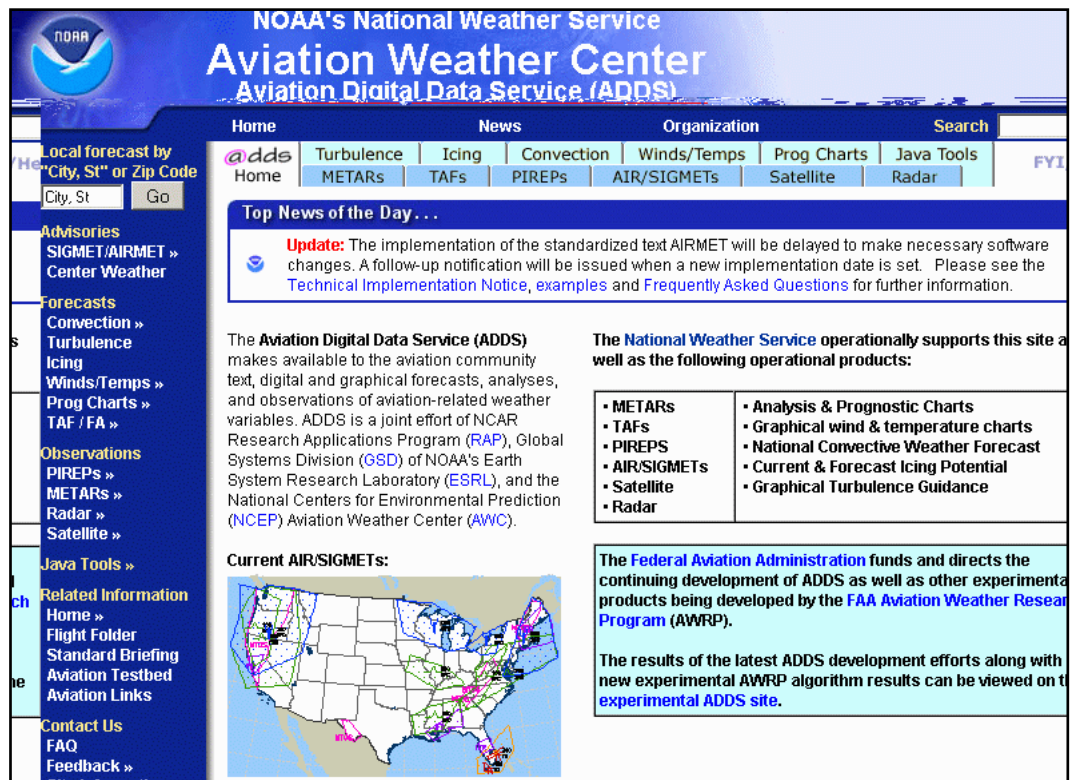 NOAA
NOAA's National Weather Service
Aviation Weather Center
Aviation Digital Data Service (ADDS)
Home News Organization Search
Local forecast by
"City, St" or Zip Code
City, St Go
Advisories
SIGMET/AIRMET »
Center Weather
Forecasts
Convection »
Turbulence
Icing
Winds/Temps »
Prog Charts »
TAF / FA »
Observations
PIREPs »
METARs »
Radar »
Satellite »
Java Tools »
Related Information
Home »
Flight Folder
Standard Briefing
Aviation Testbed
Aviation Links
Contact Us
FAQ
Feedback »
@dds Turbulence Icing Convection Winds/Temps Prog Charts Java Tools
Home METARs TAFs PIREPs AIR/SIGMETs Satellite Radar
FYI
Top News of the Day . . .
Update: The implementation of the standardized text AIRMET will be delayed to make necessary software
changes. A follow-up notification will be issued when a new implementation date is set. Please see the
Technical Implementation Notice, examples and Frequently Asked Questions for further information.
The Aviation Digital Data Service (ADDS)
makes available to the aviation community
text, digital and graphical forecasts, analyses,
and observations of aviation-related weather
variables. ADDS is a joint effort of NCAR
Research Applications Program (RAP), Global
Systems Division (GSD) of NOAA's Earth
System Research Laboratory (ESRL), and the
National Centers for Environmental Prediction
(NCEP) Aviation Weather Center (AWC).
Current AIR/SIGMETs:
The National Weather Service operationally supports this site a
well as the following operational products:
▪ METARs
▪ TAFs
▪ PIREPS
▪ AIR/SIGMETs
▪ Satellite
▪ Radar
▪ Analysis & Prognostic Charts
▪ Graphical wind & temperature charts
▪ National Convective Weather Forecast
▪ Current & Forecast Icing Potential
▪ Graphical Turbulence Guidance
The Federal Aviation Administration funds and directs the
continuing development of ADDS as well as other experimenta
products being developed by the FAA Aviation Weather Resear
Program (AWRP).
The results of the latest ADDS development efforts along with
new experimental AWRP algorithm results can be viewed on t
experimental ADDS site.